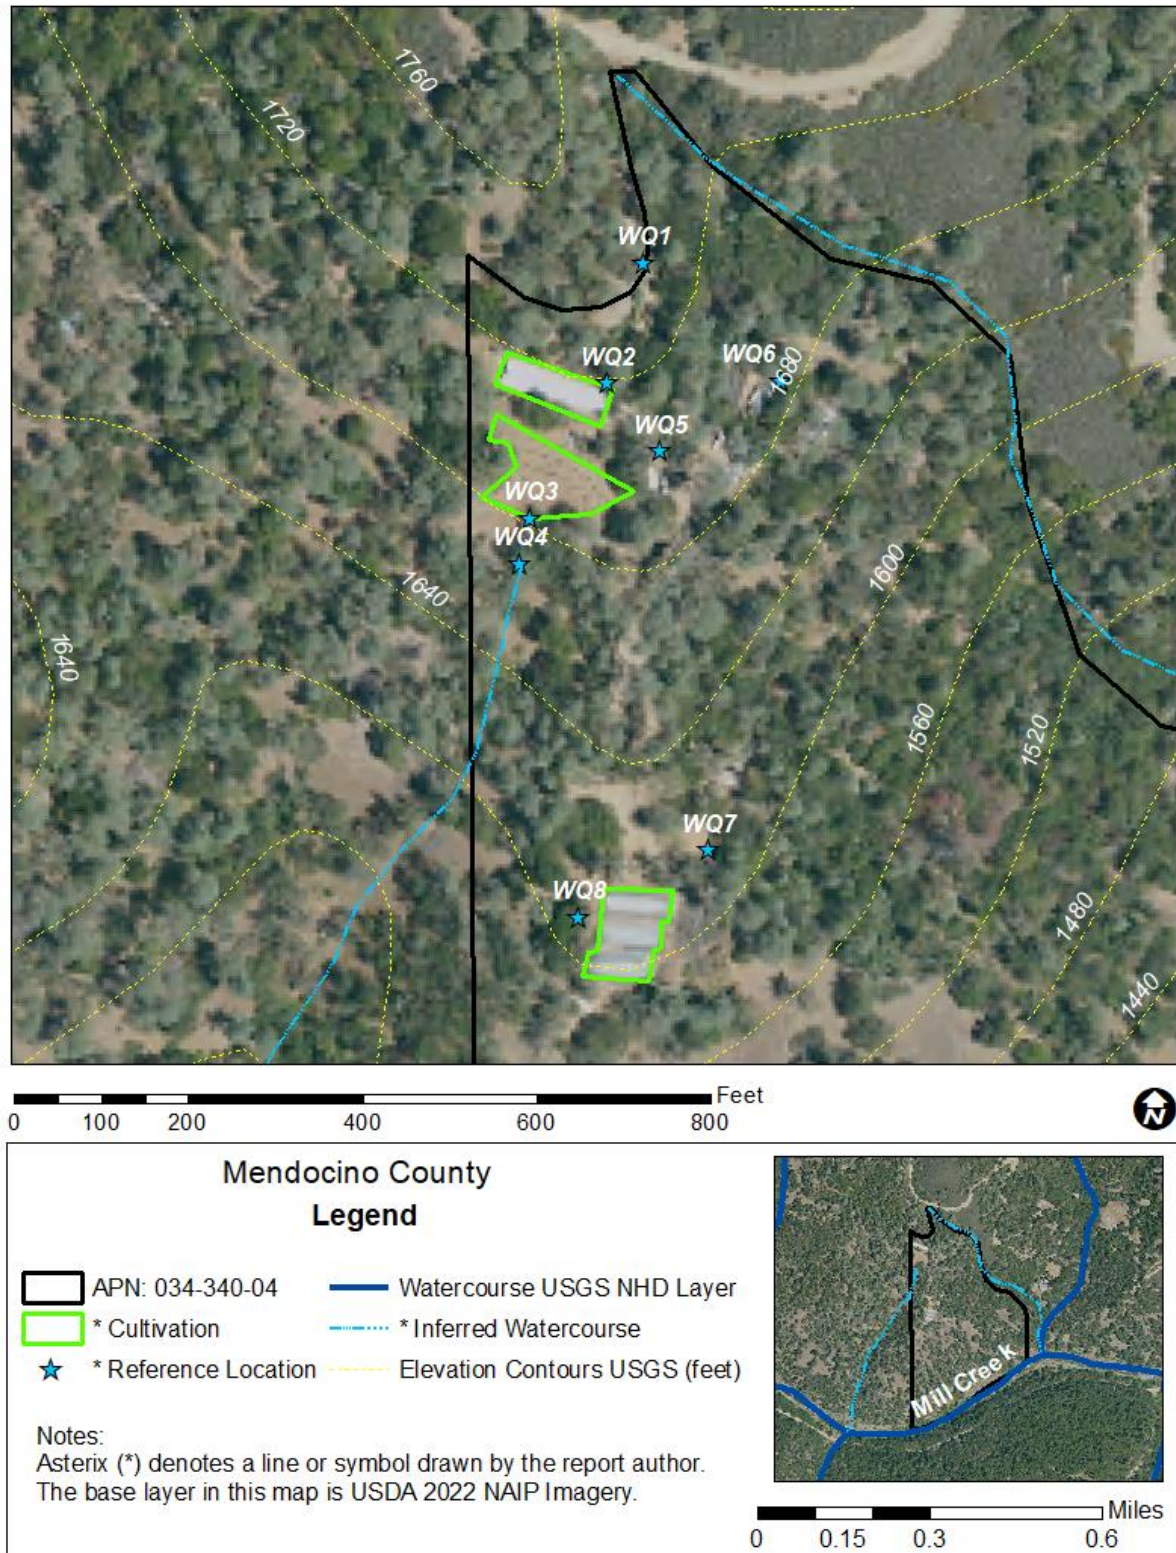 1760
1720
WQ1
WQ2
WQ6
1680
WQ5
WQ3
WQ4
1640
1600
1640
1560
1520
WQ7
WQ8
1480
1440
0 100 200 400 600 800 Feet
N
Mendocino County
Legend
APN: 034-340-04
Watercourse USGS NHD Layer
* Cultivation
* Inferred Watercourse
* Reference Location
Elevation Contours USGS (feet)
Notes:
Asterix (*) denotes a line or symbol drawn by the report author.
The base layer in this map is USDA 2022 NAIP Imagery.
Mill Creek
0 0.15 0.3 0.6 Miles